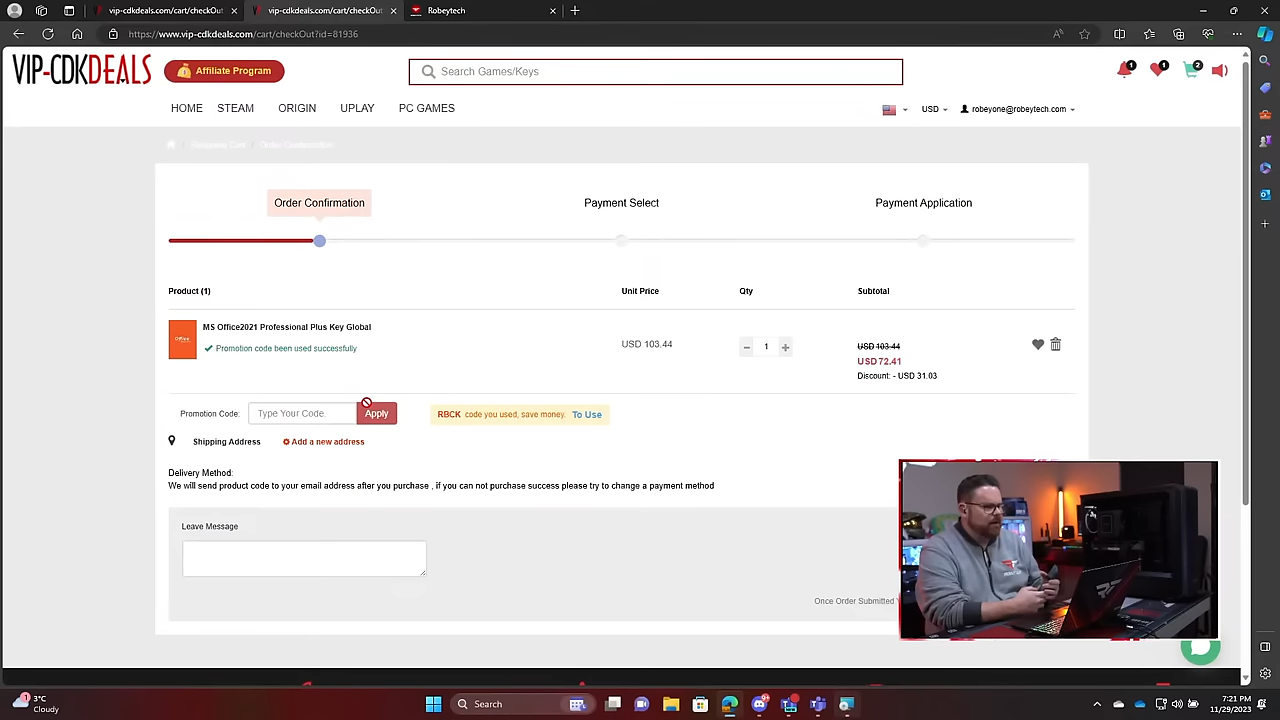 vip-cdkdeals.com/cart/checkOut
vip-cdkdeals.com/cart/checkOut
Robeytech
https://www.vip-cdkdeals.com/cart/checkOut?id=81936
VIP-CDKDEALS
Affiliate Program
Search Games/Keys
1
1
2
HOME
STEAM
ORIGIN
UPLAY
PC GAMES
USD
robeyone@robeytech.com
Order Confirmation
Payment Select
Payment Application
Product (1)
Unit Price
Qty
Subtotal
Office
MS Office2021 Professional Plus Key Global
Promotion code been used successfully
USD 103.44
1
USD 103.44
USD 72.41
Discount: - USD 31.03
Promotion Code:
Type Your Code.
Apply
RBCK code you used, save money. To Use
Shipping Address
Add a new address
Delivery Method:
We will send product code to your email address after you purchase , if you can not purchase success please try to change a payment method
Leave Message
Once Order Submitted
1
3°C
Cloudy
Search
7:21 PM
11/29/2023